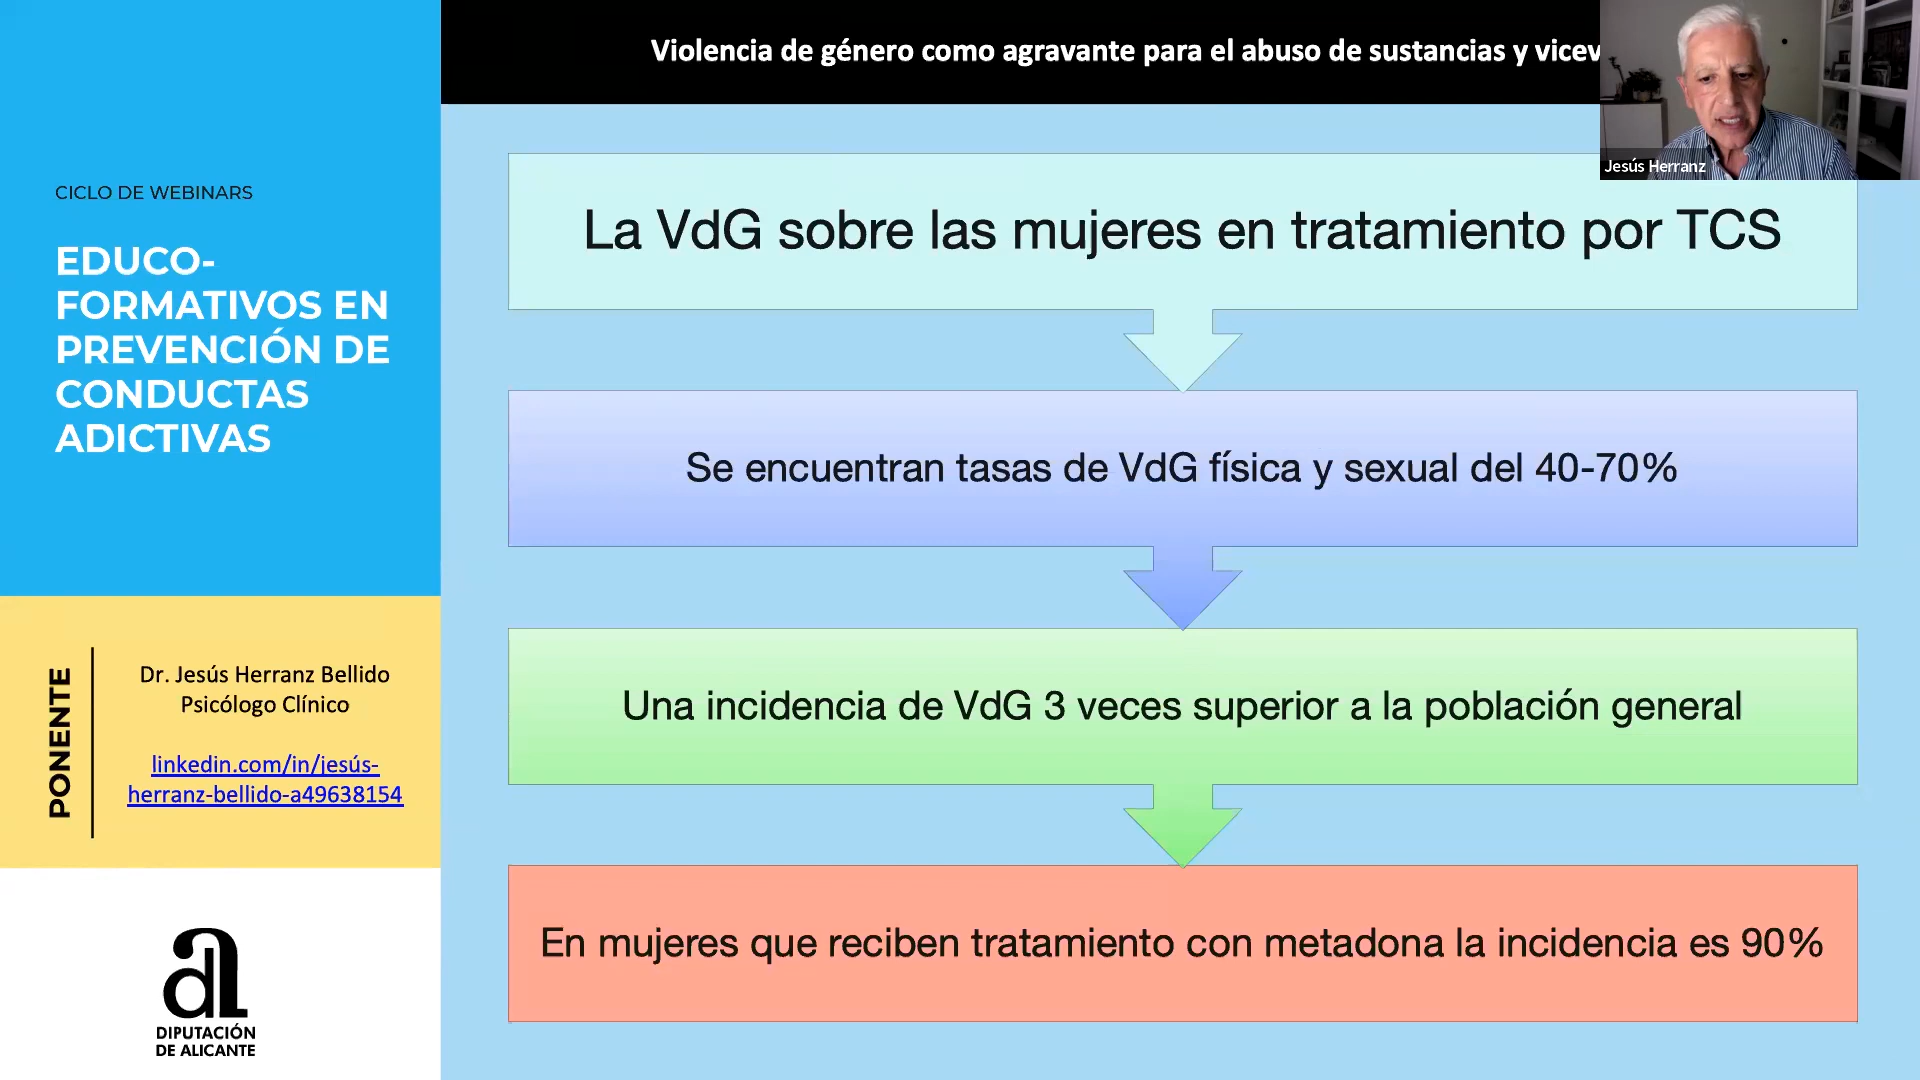 CICLO DE WEBINARS
EDUCO-
FORMATIVOS EN
PREVENCIÓN DE
CONDUCTAS
ADICTIVAS
PONENTE
Dr. Jesús Herranz Bellido
Psicólogo Clínico
linkedin.com/in/jesús-
herranz-bellido-a49638154
DIPUTACIÓN
DE ALICANTE
Violencia de género como agravante para el abuso de sustancias y vicev
Jesús Herranz
La VdG sobre las mujeres en tratamiento por TCS
Se encuentran tasas de VdG física y sexual del 40-70%
Una incidencia de VdG 3 veces superior a la población general
En mujeres que reciben tratamiento con metadona la incidencia es 90%